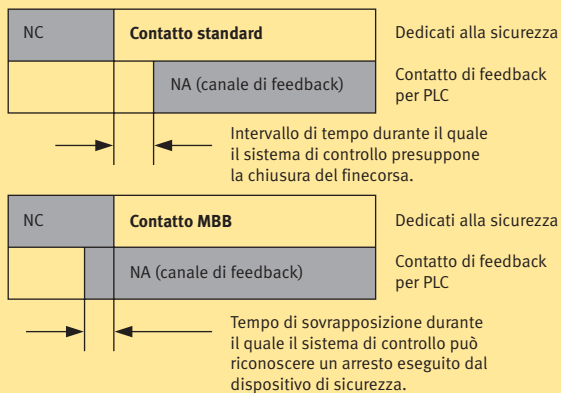 NC
Contatto standard
Dedicati alla sicurezza
NA (canale di feedback)
Contatto di feedback
per PLC
Intervallo di tempo durante il quale
il sistema di controllo presuppone
la chiusura del finecorsa.
NC
Contatto MBB
Dedicati alla sicurezza
NA (canale di feedback)
Contatto di feedback
per PLC
Tempo di sovrapposizione durante
il quale il sistema di controllo può
riconoscere un arresto eseguito dal
dispositivo di sicurezza.